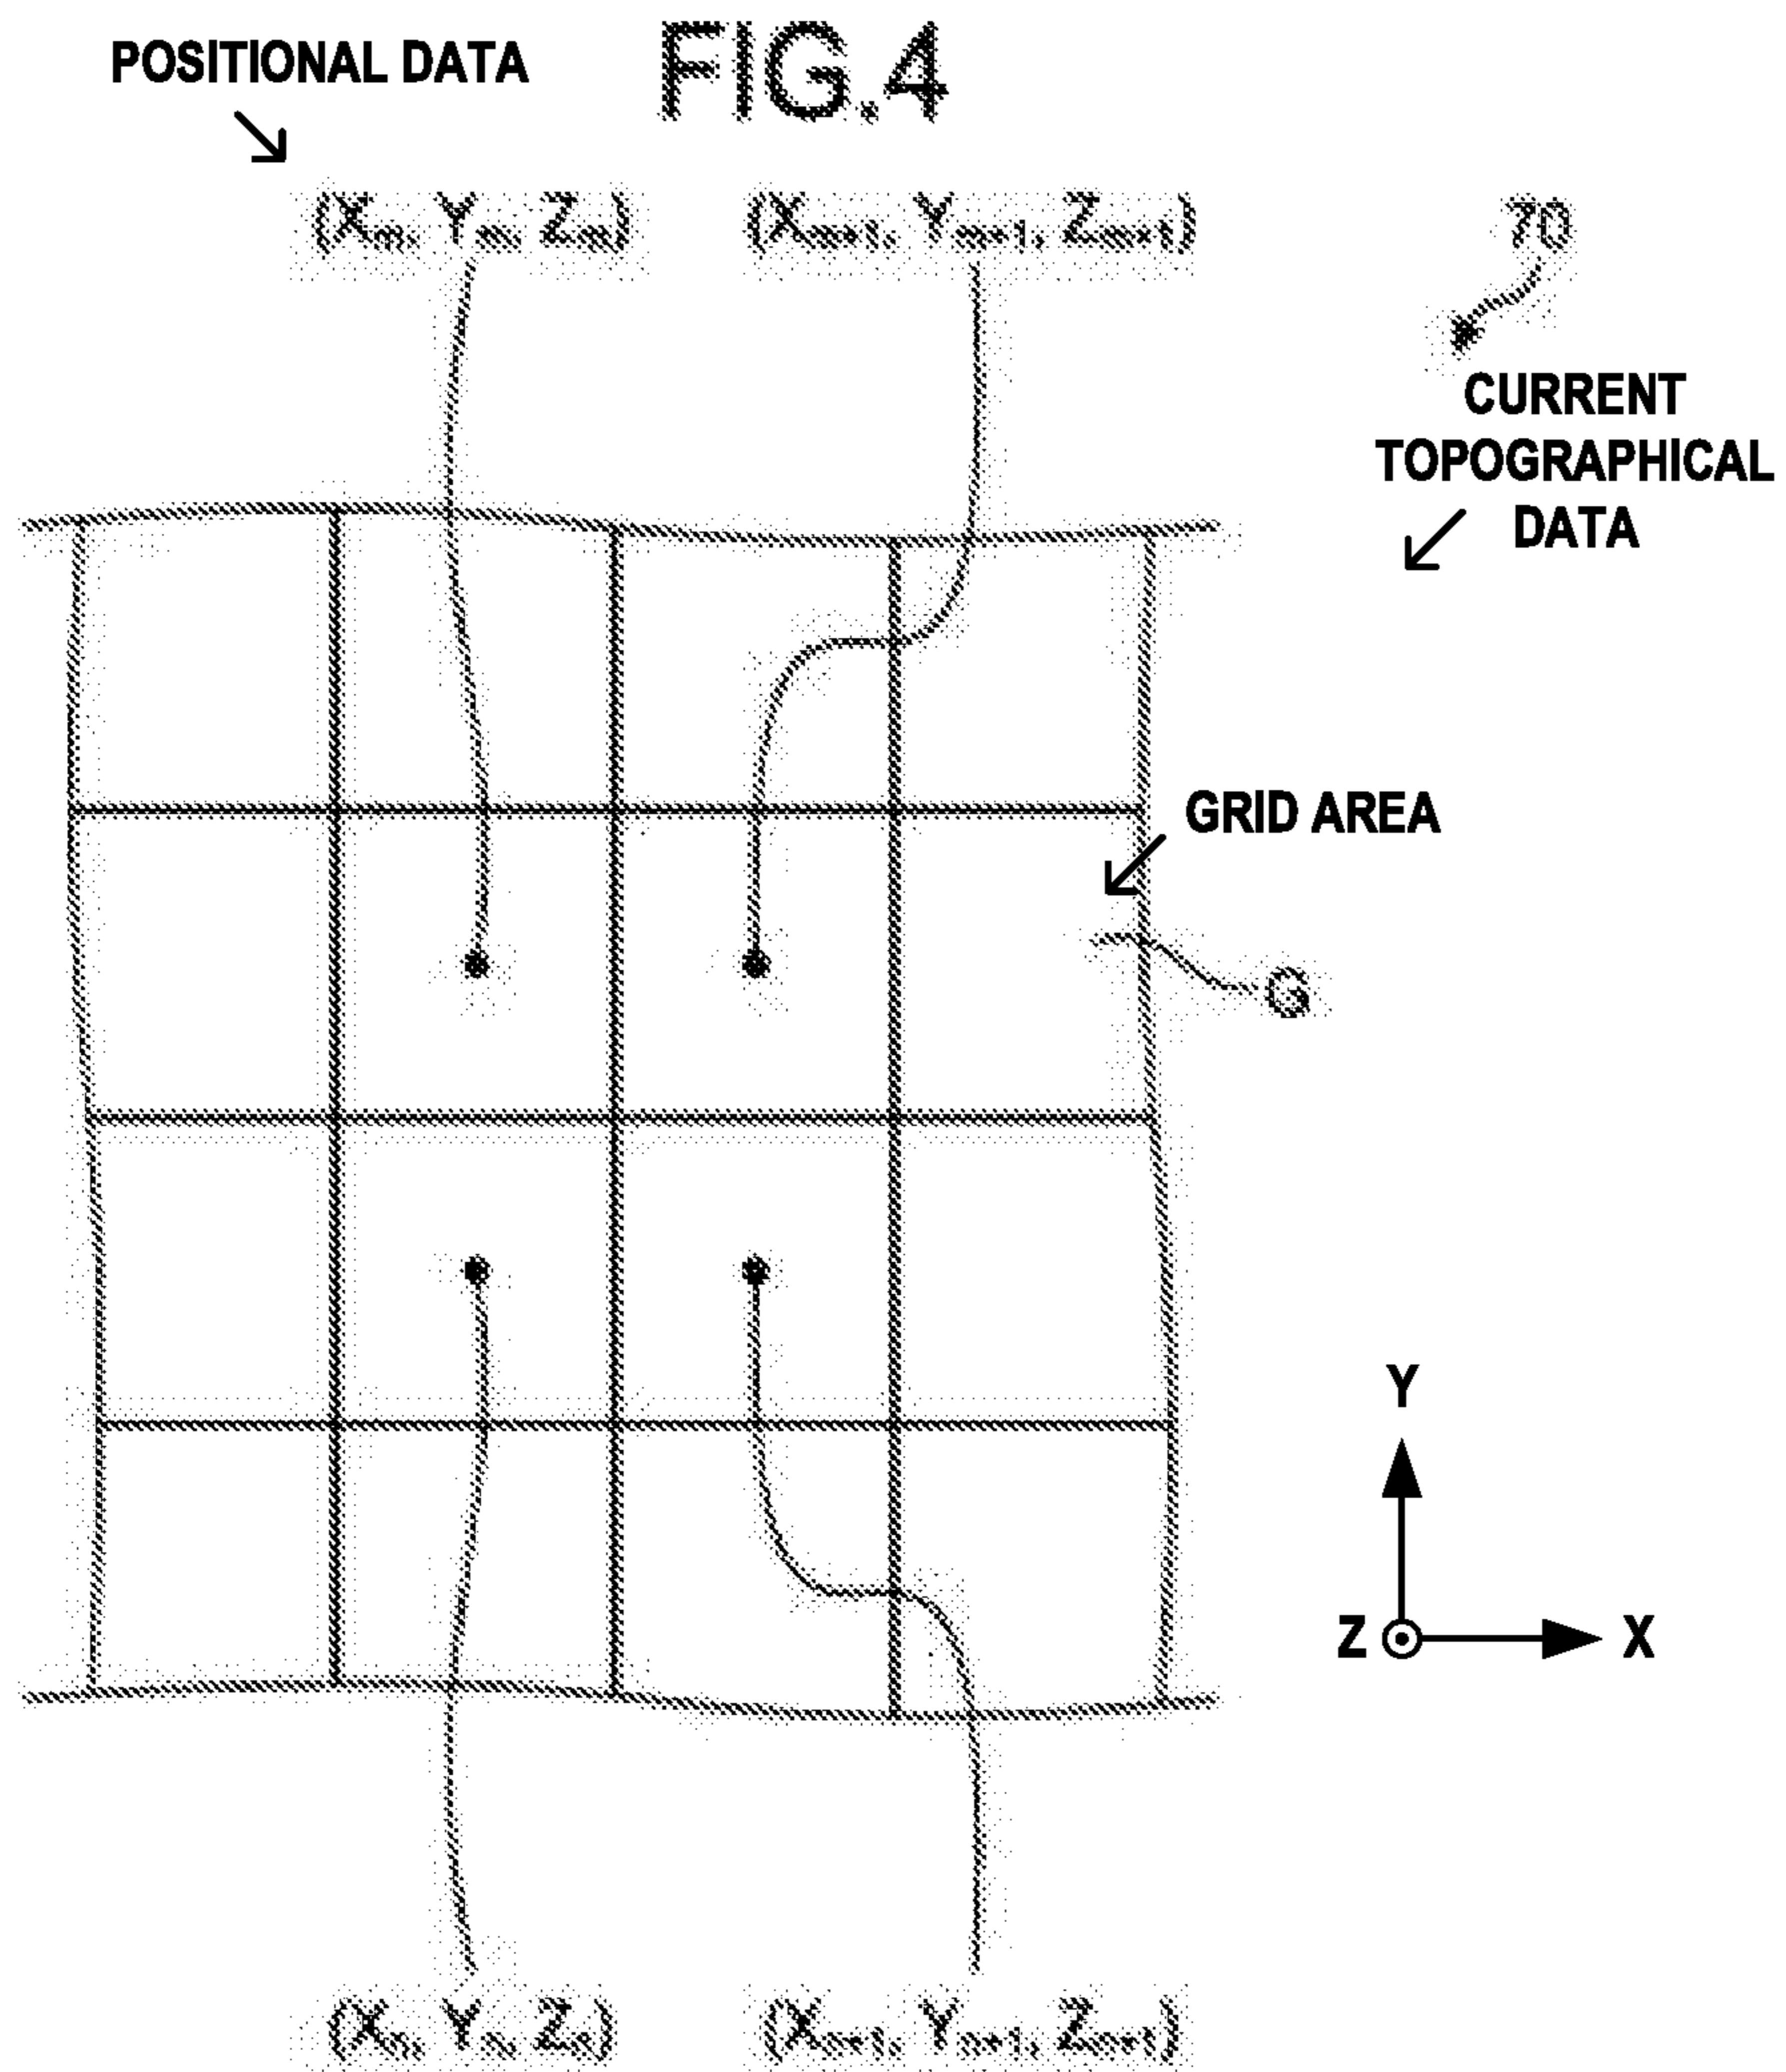 FIG.4
POSITIONAL DATA
(Xm, Ym, Zm)
(Xm+1, Ym+1, Zm+1)
70
CURRENT
TOPOGRAPHICAL
DATA
GRID AREA
G
Y
Z
X
(Xn, Yn, Zn)
(Xn+1, Yn+1, Zn+1)